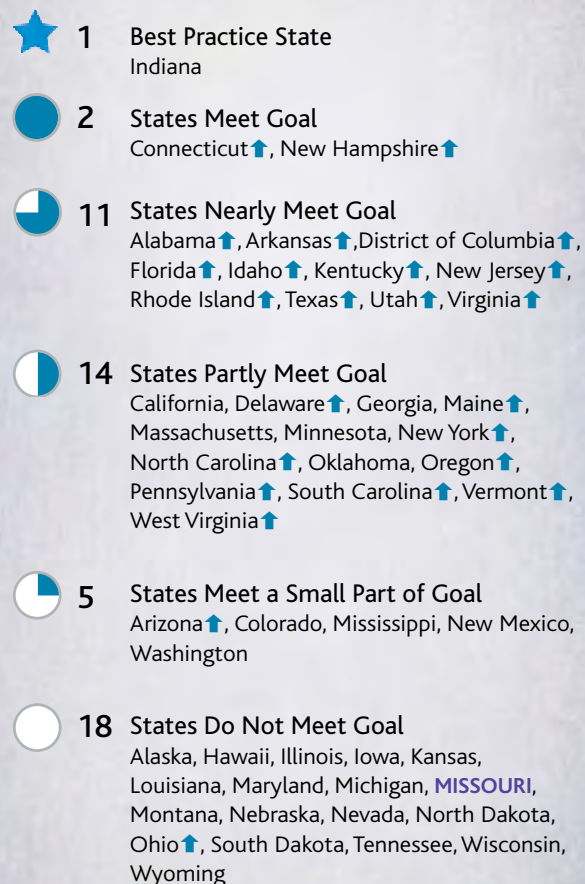 1 Best Practice State
Indiana
2 States Meet Goal
Connecticut⬆, New Hampshire⬆
11 States Nearly Meet Goal
Alabama⬆, Arkansas⬆,District of Columbia⬆,
Florida⬆, Idaho⬆, Kentucky⬆, New Jersey⬆,
Rhode Island⬆, Texas⬆, Utah⬆, Virginia⬆
14 States Partly Meet Goal
California, Delaware⬆, Georgia, Maine⬆,
Massachusetts, Minnesota, New York⬆,
North Carolina⬆, Oklahoma, Oregon⬆,
Pennsylvania⬆, South Carolina⬆, Vermont⬆,
West Virginia⬆
5 States Meet a Small Part of Goal
Arizona⬆, Colorado, Mississippi, New Mexico,
Washington
18 States Do Not Meet Goal
Alaska, Hawaii, Illinois, Iowa, Kansas,
Louisiana, Maryland, Michigan, MISSOURI,
Montana, Nebraska, Nevada, North Dakota,
Ohio⬆, South Dakota, Tennessee, Wisconsin,
Wyoming